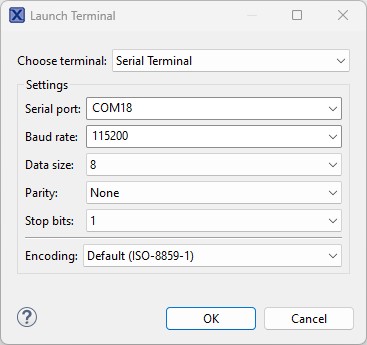 Launch Terminal
Choose terminal: Serial Terminal
Settings
Serial port: COM18
Baud rate: 115200
Data size: 8
Parity: None
Stop bits: 1
Encoding: Default (ISO-8859-1)
? OK Cancel